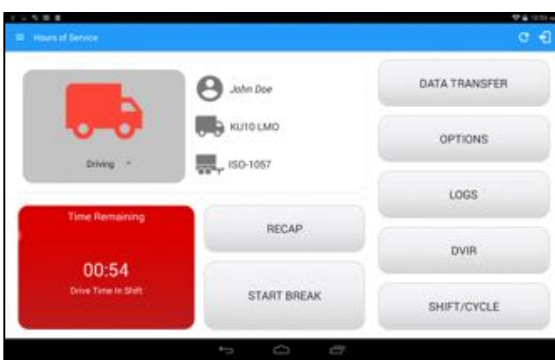 Hours of Service
John Doe
KU10 LMO
Driving
ISO-1057
Time Remaining
00:54
Drive Time In Shift
RECAP
START BREAK
DATA TRANSFER
OPTIONS
LOGS
DVIR
SHIFT/CYCLE